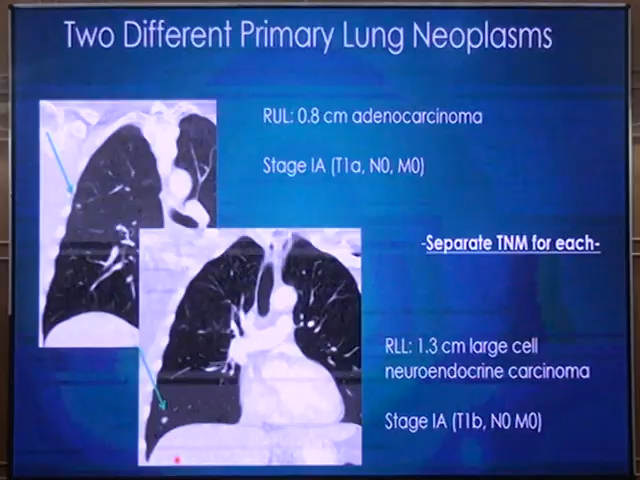 Two Different Primary Lung Neoplasms
RUL: 0.8 cm adenocarcinoma
Stage IA (T1a, N0, M0)
-Separate TNM for each-
RLL: 1.3 cm large cell
neuroendocrine carcinoma
Stage IA (T1b, N0 M0)